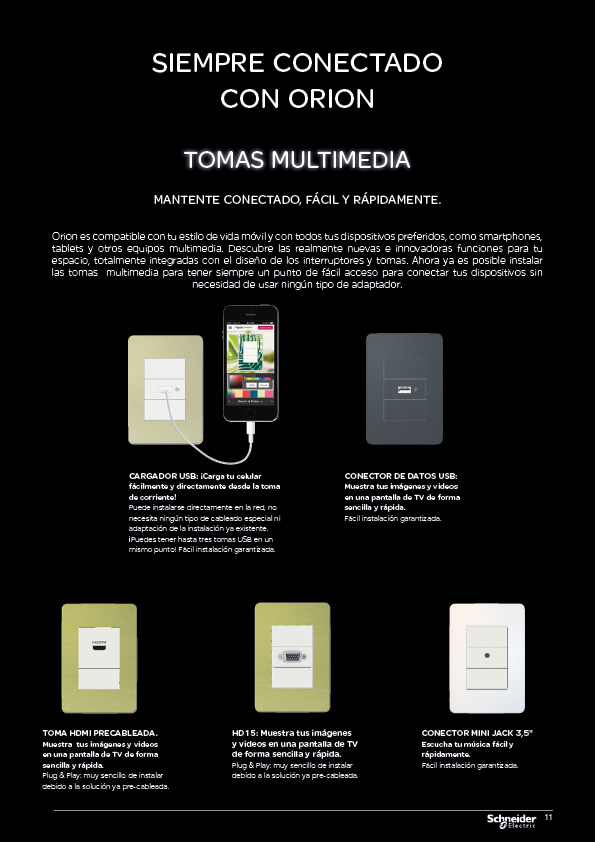 SIEMPRE CONECTADO
CON ORION
TOMAS MULTIMEDIA
MANTENTE CONECTADO, FÁCIL Y RÁPIDAMENTE.
Orion es compatible con tu estilo de vida móvil y con todos tus dispositivos preferidos, como smartphones,
tablets y otros equipos multimedia. Descubre las realmente nuevas e innovadoras funciones para tu
espacio, totalmente integradas con el diseño de los interruptores y tomas. Ahora ya es posible instalar
las tomas multimedia para tener siempre un punto de fácil acceso para conectar tus dispositivos sin
necesidad de usar ningún tipo de adaptador.
CARGADOR USB: ¡Carga tu celular
fácilmente y directamente desde la toma
de corriente!
Puede instalarse directamente en la red, no
necesita ningún tipo de cableado especial ni
adaptación de la instalación ya existente.
¡Puedes tener hasta tres tomas USB en un
mismo punto! Fácil instalación garantizada.
CONECTOR DE DATOS USB:
Muestra tus imágenes y videos
en una pantalla de TV de forma
sencilla y rápida.
Fácil instalación garantizada.
HDMI
TOMA HDMI PRECABLEADA.
Muestra tus imágenes y videos
en una pantalla de TV de forma
sencilla y rápida.
Plug & Play: muy sencillo de instalar
debido a la solución ya pre-cableada.
HD15: Muestra tus imágenes
y videos en una pantalla de TV
de forma sencilla y rápida.
Plug & Play: muy sencillo de instalar
debido a la solución ya pre-cableada.
CONECTOR MINI JACK 3,5"
Escucha tu música fácil y
rápidamente.
Fácil instalación garantizada.
Schneider
Electric
11